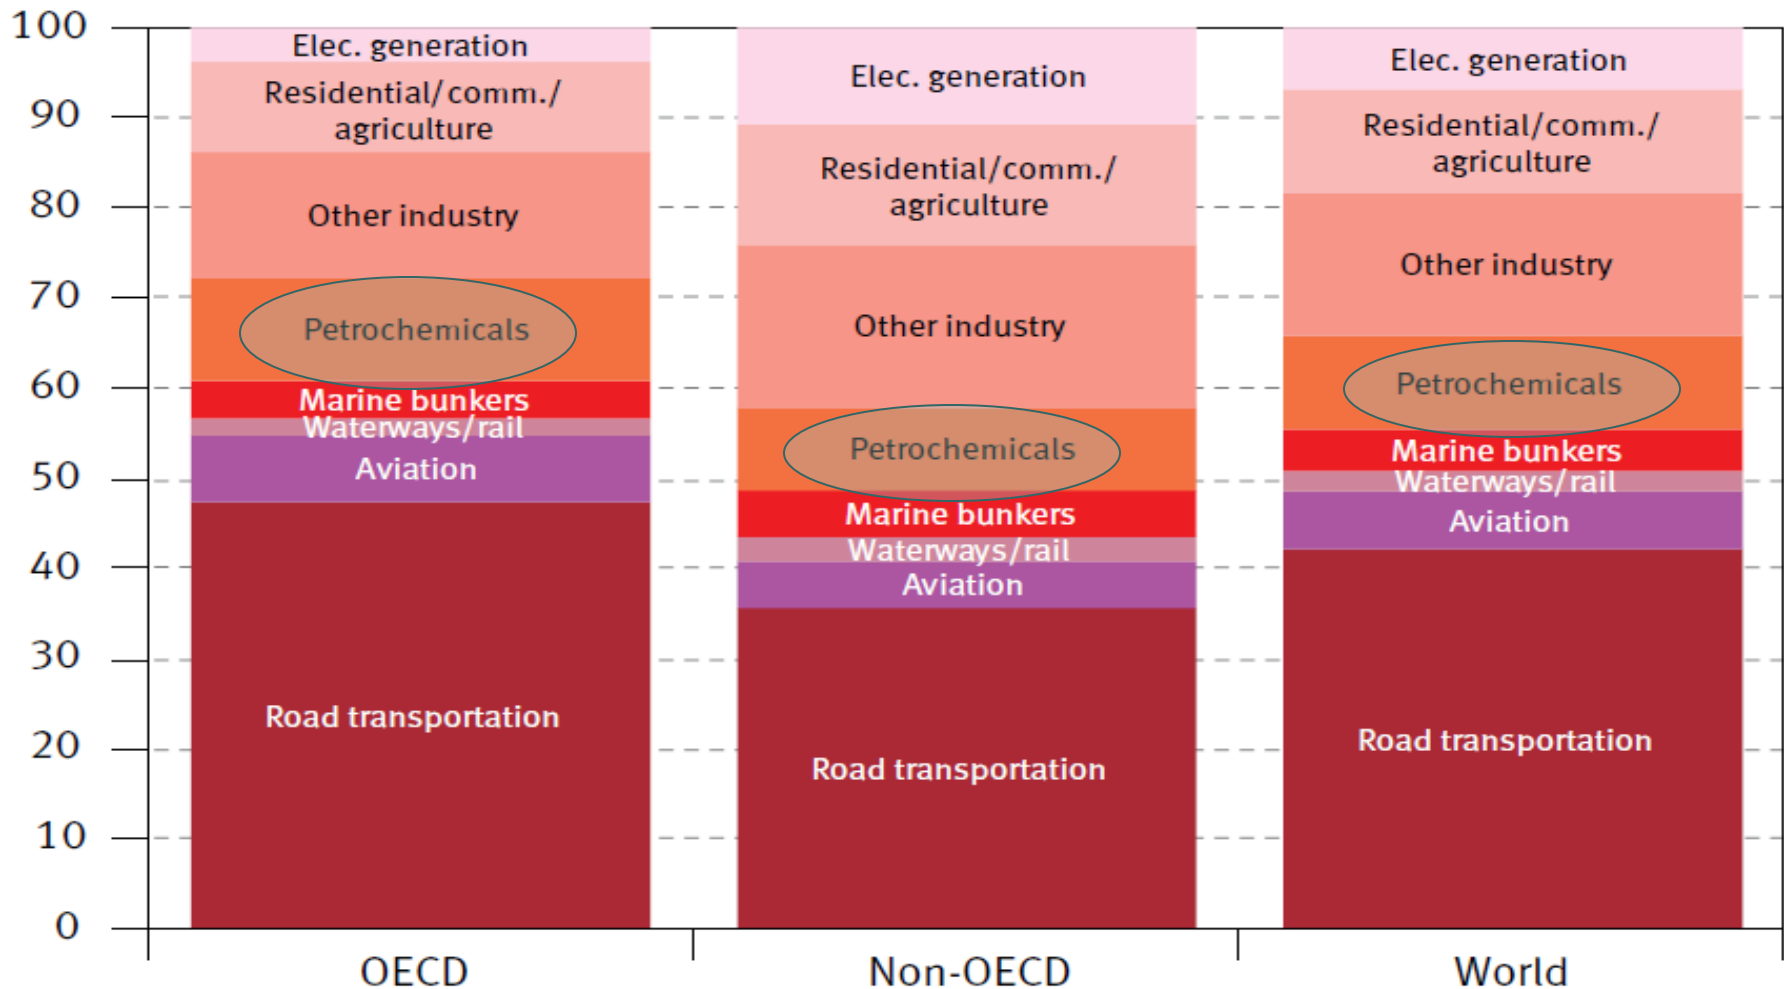 100
90
80
70
60
50
40
30
20
10
0
Elec. generation
Residential/comm./
agriculture
Other industry
Petrochemicals
Marine bunkers
Waterways/rail
Aviation
Road transportation
OECD
Elec. generation
Residential/comm./
agriculture
Other industry
Petrochemicals
Marine bunkers
Waterways/rail
Aviation
Road transportation
Non-OECD
Elec. generation
Residential/comm./
agriculture
Other industry
Petrochemicals
Marine bunkers
Waterways/rail
Aviation
Road transportation
World